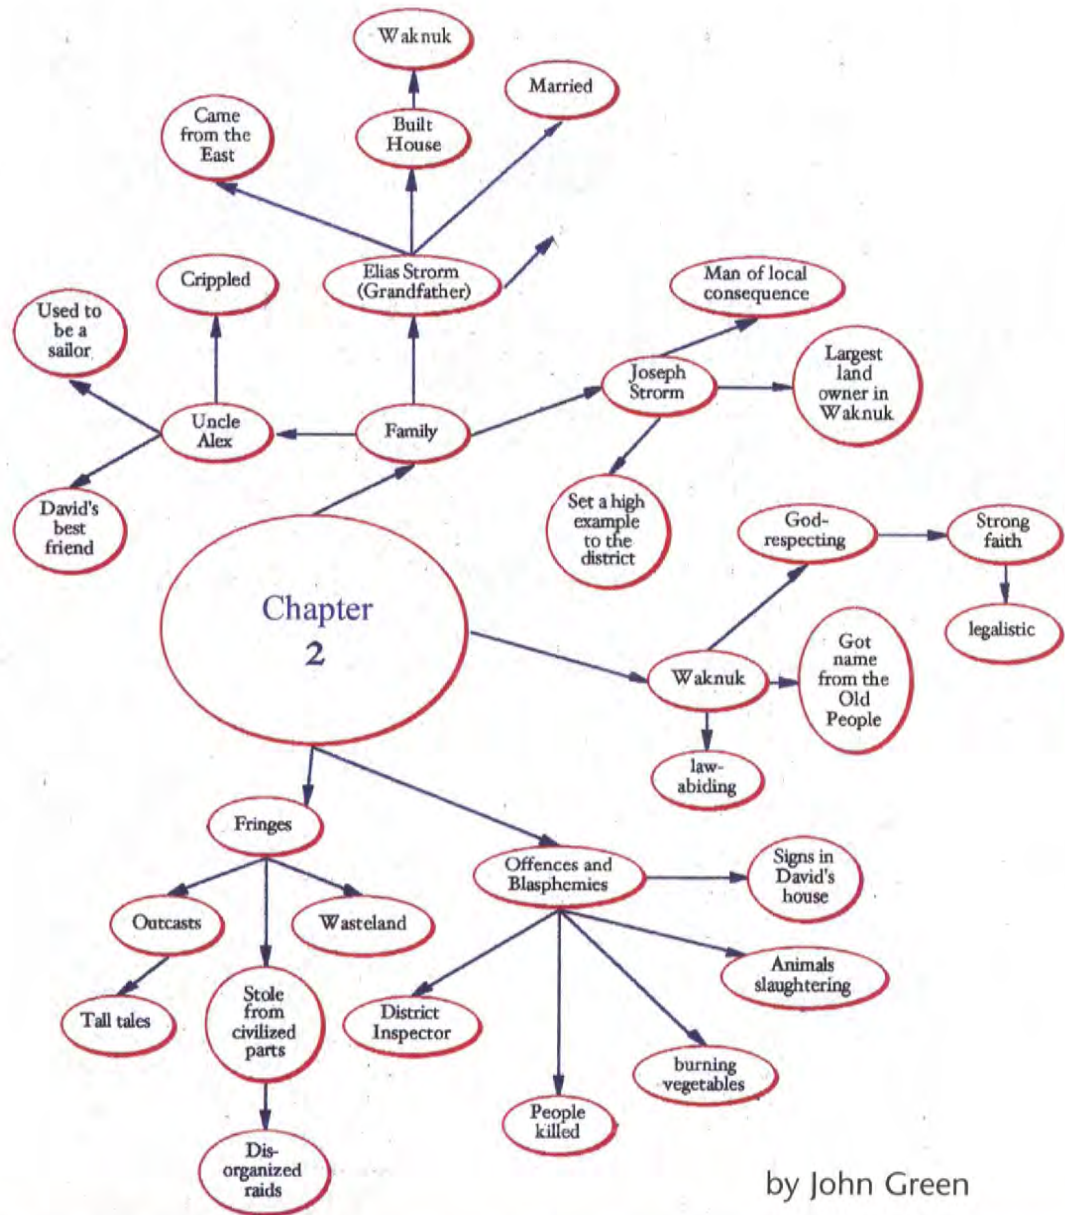 Waknuk
Married
Came
from the
East
Built
House
Elias Strorm
(Grandfather)
Crippled
Man of local
consequence
Used to
be a
sailor
Joseph
Strorm
Largest
land
owner in
Waknuk
Uncle
Alex
Family
David's
best
friend
Set a high
example
to the
district
God-
respecting
Strong
faith
legalistic
Chapter
2
Waknuk
Got
name
from the
Old
People
law-
abiding
Fringes
Offences and
Blasphemies
Signs in
David's
house
Outcasts
Wasteland
Animals
slaughtering
Tall tales
Stole
from
civilized
parts
District
Inspector
burning
vegetables
People
killed
Dis-
organized
raids
by John Green